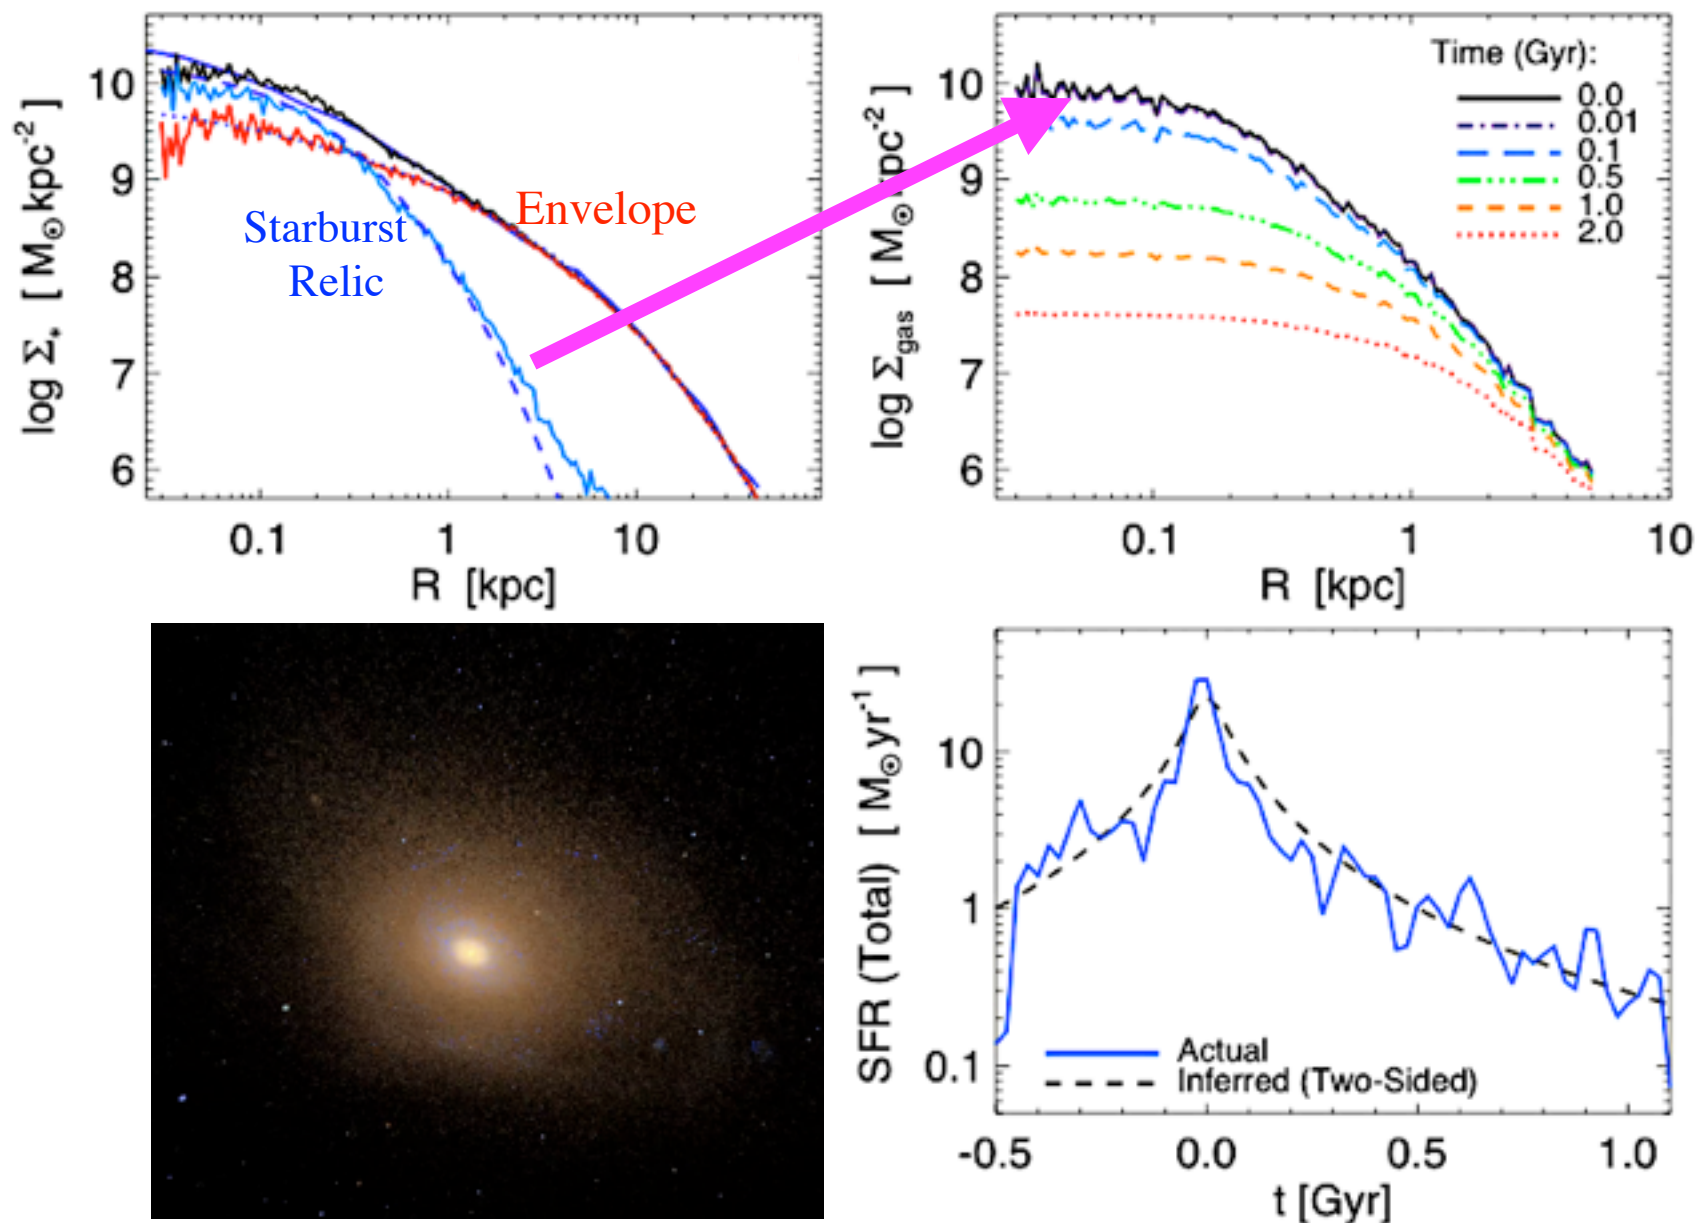 log Σ* [ M⊙ kpc⁻² ]
10
9
8
7
6
Starburst
Relic
Envelope
0.1 1 10
R [kpc]
log Σgas [ M⊙ kpc⁻² ]
10
9
8
7
6
Time (Gyr):
0.0
0.01
0.1
0.5
1.0
2.0
0.1 1 10
R [kpc]
SFR (Total) [ M⊙yr⁻¹ ]
10
1
0.1
Actual
Inferred (Two-Sided)
-0.5 0.0 0.5 1.0
t [Gyr]